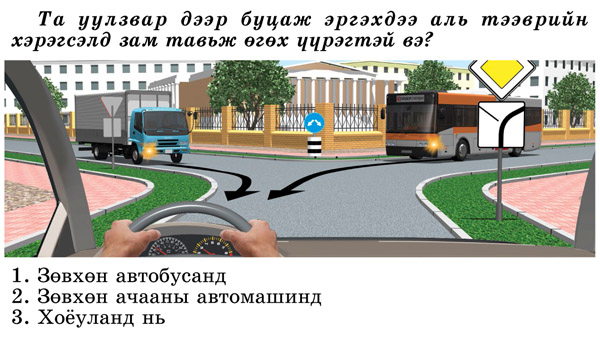 Та уулзвар дээр буцаж эргэхдээ аль тээврийн
хэрэгсэлд зам тавьж өгөх үүрэгтэй вэ?
1. Зөвхөн автобусанд
2. Зөвхөн ачааны автомашинд
3. Хоёуланд нь